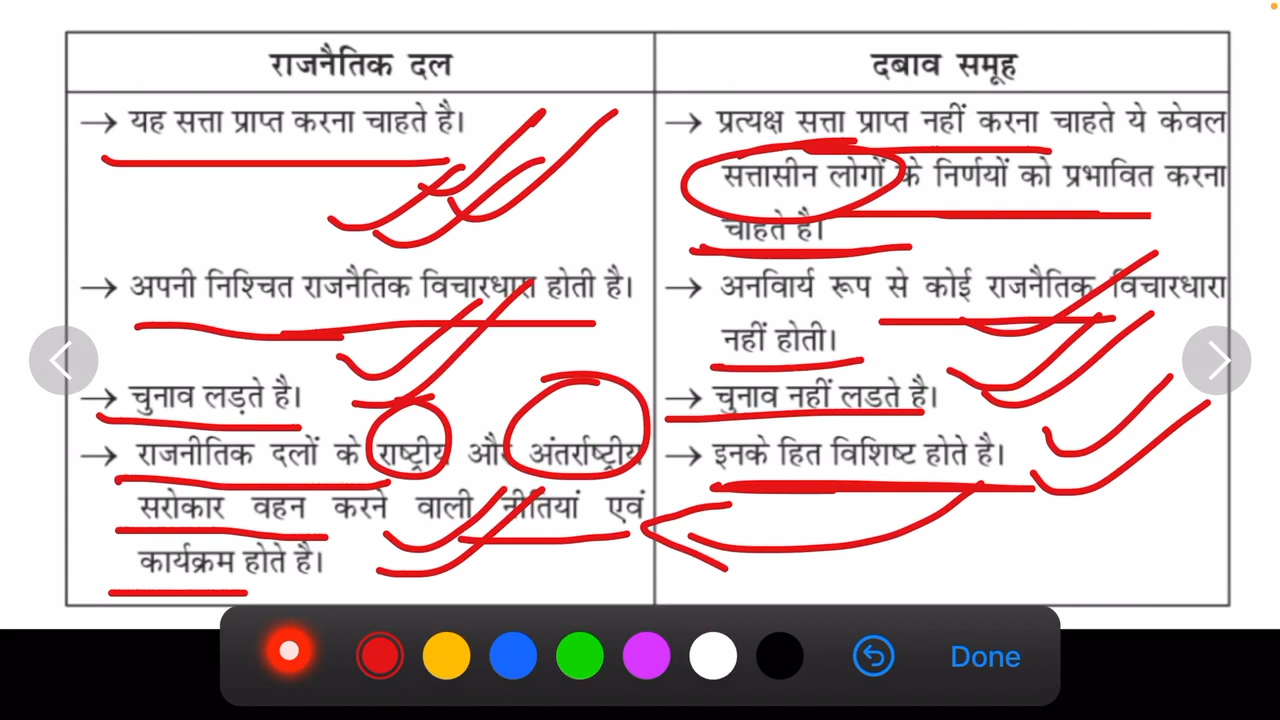 राजनैतिक दल
दबाव समूह
→ यह सत्ता प्राप्त करना चाहते है।
→ प्रत्यक्ष सत्ता प्राप्त नहीं करना चाहते ये केवल
सत्तासीन लोगों के निर्णयों को प्रभावित करना
चाहते है।
→ अपनी निश्चित राजनैतिक विचारधारा होती है।
→ अनविार्य रूप से कोई राजनैतिक विचारधारा
नहीं होती।
→ चुनाव लड़ते है।
→ चुनाव नहीं लडते है।
→ राजनीतिक दलों के राष्ट्रीय और अंतर्राष्ट्रीय
सरोकार वहन करने वाली नीतियां एवं
कार्यक्रम होते है।
→ इनके हित विशिष्ट होते है।
Done